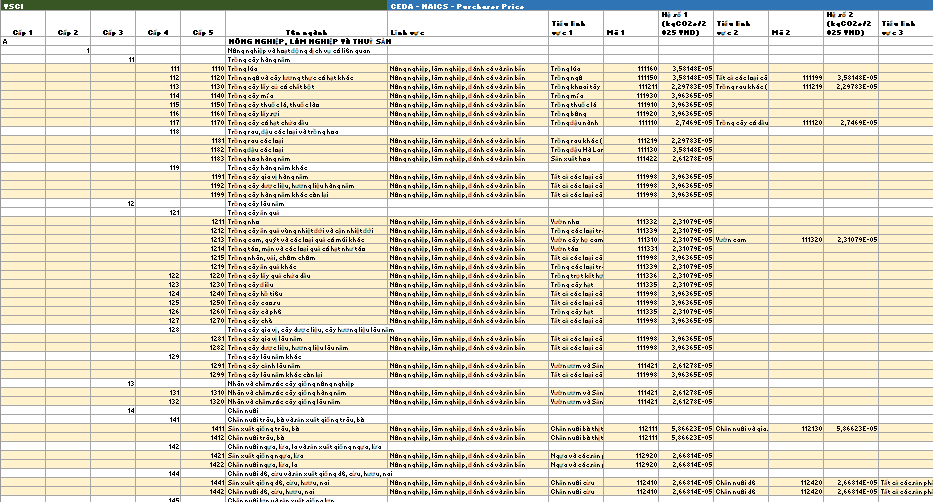 VSCI CEDA - NAICS - Purchaser Price
Cấp 1 Cấp 2 Cấp 3 Cấp 4 Cấp 5 Tên ngành Lĩnh vực Tiểu lĩnh vực 1 Mã 1 Hệ số 1 (kgCO2e/2025 VND) Tiểu lĩnh vực 2 Mã 2 Hệ số 2 (kgCO2e/2025 VND) Tiểu lĩnh vực 3
A NÔNG NGHIỆP, LÂM NGHIỆP VÀ THUỶ SẢN
1 Nông nghiệp và hoạt động dịch vụ có liên quan
11 Trồng cây hàng năm
111 1110 Trồng lúa Nông nghiệp, lâm nghiệp, đánh cá và săn bắn Trồng lúa 111160 3,58148E-05
112 1120 Trồng ngô và cây lương thực có hạt khác Nông nghiệp, lâm nghiệp, đánh cá và săn bắn Trồng ngô 111150 3,58148E-05 Tất cả các loại câ 111199 3,58148E-05
113 1130 Trồng cây lấy củ có chất bột Nông nghiệp, lâm nghiệp, đánh cá và săn bắn Trồng khoai tây 111211 2,29783E-05 Trồng rau khác ( 111219 2,29783E-05
114 1140 Trồng cây mía Nông nghiệp, lâm nghiệp, đánh cá và săn bắn Trồng mía 111930 3,96365E-05
115 1150 Trồng cây thuốc lá, thuốc lào Nông nghiệp, lâm nghiệp, đánh cá và săn bắn Trồng thuốc lá 111910 3,96365E-05
116 1160 Trồng cây lấy sợi Nông nghiệp, lâm nghiệp, đánh cá và săn bắn Trồng bông 111920 3,96365E-05
117 1170 Trồng cây có hạt chứa dầu Nông nghiệp, lâm nghiệp, đánh cá và săn bắn Trồng đậu nành 111110 2,7469E-05 Trồng cây có dầu 111120 2,7469E-05
118 Trồng rau, đậu các loại và trồng hoa
1181 Trồng rau các loại Nông nghiệp, lâm nghiệp, đánh cá và săn bắn Trồng rau khác ( 111219 2,29783E-05
1182 Trồng đậu các loại Nông nghiệp, lâm nghiệp, đánh cá và săn bắn Trồng đậu Hà Lan 111130 3,58148E-05
1183 Trồng hoa hàng năm Nông nghiệp, lâm nghiệp, đánh cá và săn bắn Sản xuất hoa 111422 2,61278E-05
119 Trồng cây hàng năm khác
1191 Trồng cây gia vị hàng năm Nông nghiệp, lâm nghiệp, đánh cá và săn bắn Tất cả các loại câ 111998 3,96365E-05
1192 Trồng cây dược liệu, hương liệu hàng năm Nông nghiệp, lâm nghiệp, đánh cá và săn bắn Tất cả các loại câ 111998 3,96365E-05
1199 Trồng cây hàng năm khác còn lại Nông nghiệp, lâm nghiệp, đánh cá và săn bắn Tất cả các loại câ 111998 3,96365E-05
12 Trồng cây lâu năm
121 Trồng cây ăn quả
1211 Trồng nho Nông nghiệp, lâm nghiệp, đánh cá và săn bắn Vườn nho 111332 2,31079E-05
1212 Trồng cây ăn quả vùng nhiệt đới và cận nhiệt đới Nông nghiệp, lâm nghiệp, đánh cá và săn bắn Trồng các loại tr 111339 2,31079E-05
1213 Trồng cam, quýt và các loại quả có múi khác Nông nghiệp, lâm nghiệp, đánh cá và săn bắn Vườn cây họ cam 111310 2,31079E-05 Vườn cam 111320 2,31079E-05
1214 Trồng táo, mận và các loại quả có hạt như táo Nông nghiệp, lâm nghiệp, đánh cá và săn bắn Vườn táo 111331 2,31079E-05
1215 Trồng nhãn, vải, chôm chôm Nông nghiệp, lâm nghiệp, đánh cá và săn bắn Tất cả các loại câ 111998 3,96365E-05
1219 Trồng cây ăn quả khác Nông nghiệp, lâm nghiệp, đánh cá và săn bắn Trồng các loại tr 111339 2,31079E-05
122 1220 Trồng cây lấy quả chứa dầu Nông nghiệp, lâm nghiệp, đánh cá và săn bắn 111336 2,31079E-05
123 1230 Trồng cây điều Nông nghiệp, lâm nghiệp, đánh cá và săn bắn Trồng cây hạt 111335 2,31079E-05
124 1240 Trồng cây hồ tiêu Nông nghiệp, lâm nghiệp, đánh cá và săn bắn Tất cả các loại câ 111998 3,96365E-05
125 1250 Trồng cây cao su Nông nghiệp, lâm nghiệp, đánh cá và săn bắn Tất cả các loại câ 111998 3,96365E-05
126 1260 Trồng cây cà phê Nông nghiệp, lâm nghiệp, đánh cá và săn bắn Trồng cây hạt 111335 2,31079E-05
127 1270 Trồng cây chè Nông nghiệp, lâm nghiệp, đánh cá và săn bắn Tất cả các loại câ 111998 3,96365E-05
128 Trồng cây gia vị, cây dược liệu, cây hương liệu lâu năm
1281 Trồng cây gia vị lâu năm Nông nghiệp, lâm nghiệp, đánh cá và săn bắn Tất cả các loại câ 111998 3,96365E-05
1282 Trồng cây dược liệu, hương liệu lâu năm Nông nghiệp, lâm nghiệp, đánh cá và săn bắn Tất cả các loại câ 111998 3,96365E-05
129 Trồng cây lâu năm khác
1291 Trồng cây cảnh lâu năm Nông nghiệp, lâm nghiệp, đánh cá và săn bắn Vườn ươm và Sản 111421 2,61278E-05
1299 Trồng cây lâu năm khác còn lại Nông nghiệp, lâm nghiệp, đánh cá và săn bắn Tất cả các loại câ 111998 3,96365E-05
13 Nhân và chăm sóc cây giống nông nghiệp
131 1310 Nhân và chăm sóc cây giống hàng năm Nông nghiệp, lâm nghiệp, đánh cá và săn bắn Vườn ươm và Sản 111421 2,61278E-05
132 1320 Nhân và chăm sóc cây giống lâu năm Nông nghiệp, lâm nghiệp, đánh cá và săn bắn Vườn ươm và Sản 111421 2,61278E-05
14 Chăn nuôi
141 Chăn nuôi trâu, bò và sản xuất giống trâu, bò
1411 Sản xuất giống trâu, bò Nông nghiệp, lâm nghiệp, đánh cá và săn bắn Chăn nuôi bò thịt 112111 5,86623E-05 Chăn nuôi và gia 112130 5,86623E-05
1412 Chăn nuôi trâu, bò Nông nghiệp, lâm nghiệp, đánh cá và săn bắn Chăn nuôi bò thịt 112111 5,86623E-05
142 Chăn nuôi ngựa, lừa, la và sản xuất giống ngựa, lừa
1421 Sản xuất giống ngựa, lừa Nông nghiệp, lâm nghiệp, đánh cá và săn bắn Ngựa và các ng 112920 2,66814E-05
1422 Chăn nuôi ngựa, lừa, la Nông nghiệp, lâm nghiệp, đánh cá và săn bắn Ngựa và các ng 112920 2,66814E-05
144 Chăn nuôi dê, cừu và sản xuất giống dê, cừu, hươu, nai
1441 Sản xuất giống dê, cừu, hươu, nai Nông nghiệp, lâm nghiệp, đánh cá và săn bắn Chăn nuôi cừu 112410 2,66814E-05 Chăn nuôi dê 112420 2,66814E-05 Tất cả các sản ph
1442 Chăn nuôi dê, cừu, hươu, nai Nông nghiệp, lâm nghiệp, đánh cá và săn bắn Chăn nuôi cừu 112410 2,66814E-05 Chăn nuôi dê 112420 2,66814E-05 Tất cả các sản ph
145 Chăn nuôi lợn và sản xuất giống lợn